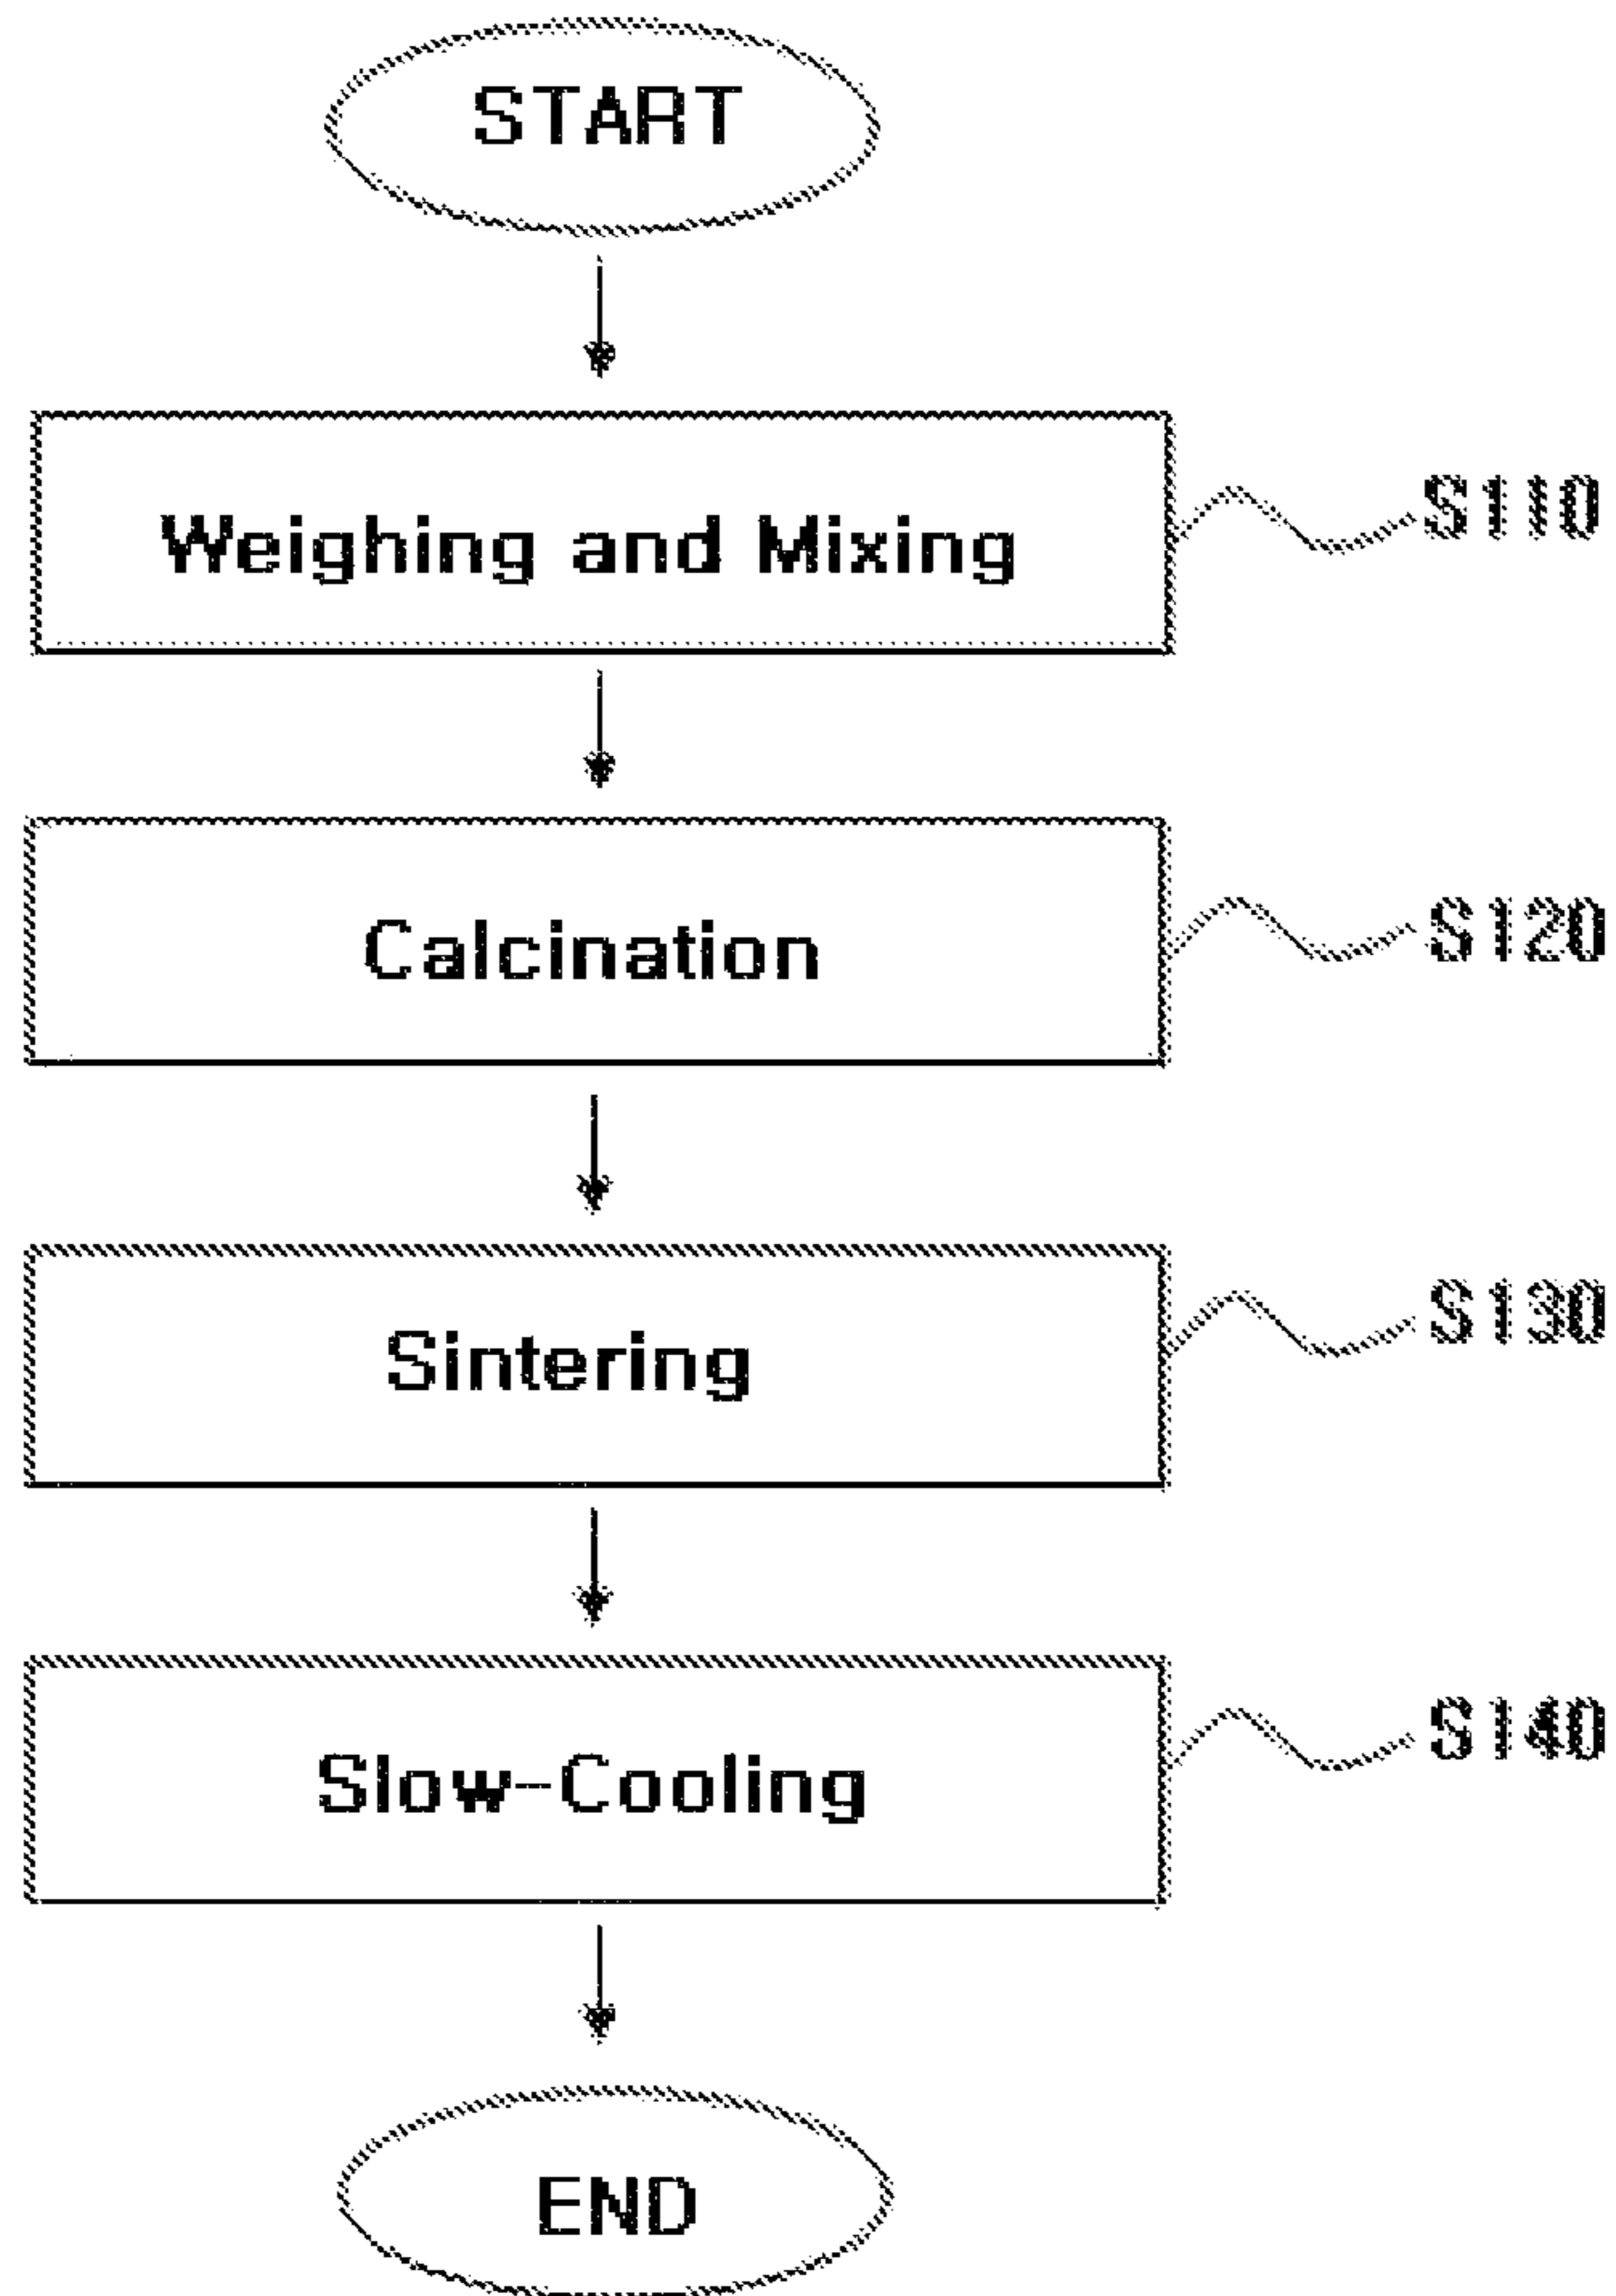 START
Weighing and Mixing
S110
Calcination
S120
Sintering
S130
Slow-Cooling
S140
END